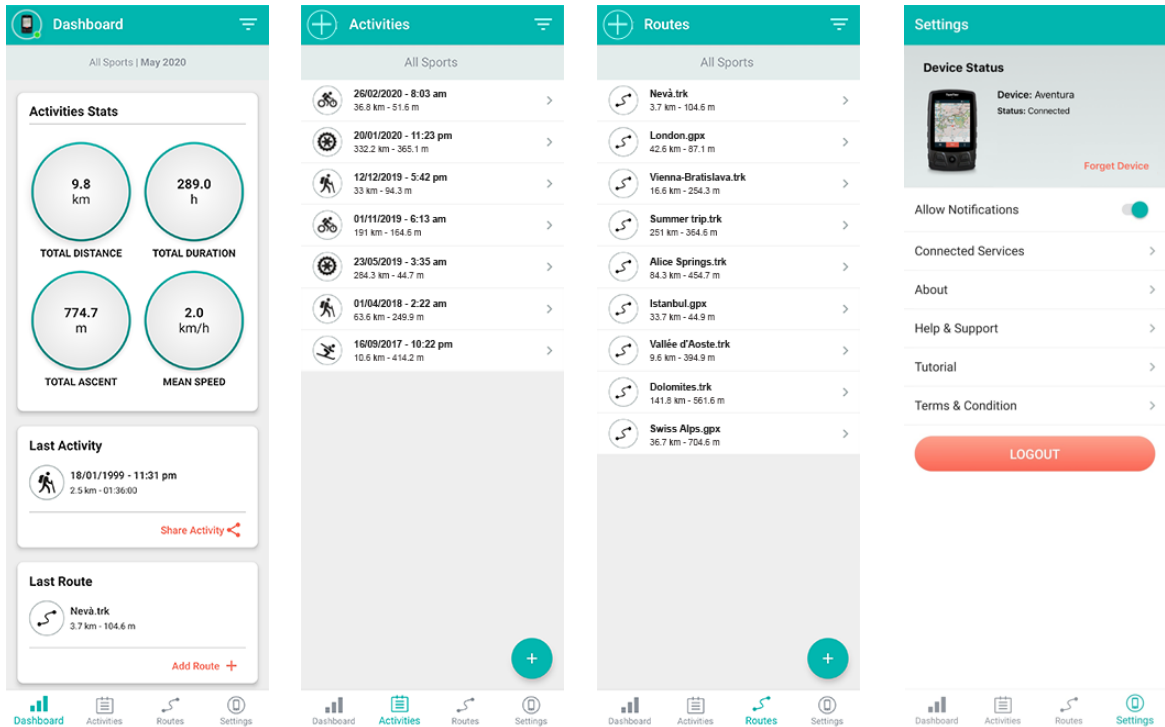 Dashboard
All Sports | May 2020
Activities Stats
9.8
km
TOTAL DISTANCE
289.0
h
TOTAL DURATION
774.7
m
TOTAL ASCENT
2.0
km/h
MEAN SPEED
Last Activity
18/01/1999 - 11:31 pm
2.5 km - 01:36:00
Share Activity
Last Route
Nevà.trk
3.7 km - 104.6 m
Add Route +
Dashboard Activities Routes Settings
Activities
All Sports
26/02/2020 - 8:03 am
36.8 km - 51.6 m
20/01/2020 - 11:23 pm
332.2 km - 365.1 m
12/12/2019 - 5:42 pm
33 km - 94.3 m
01/11/2019 - 6:13 am
191 km - 164.6 m
23/05/2019 - 3:35 am
284.3 km - 44.7 m
01/04/2018 - 2:22 am
63.6 km - 249.9 m
16/09/2017 - 10:22 pm
10.6 km - 414.2 m
Dashboard Activities Routes Settings
Routes
All Sports
Nevà.trk
3.7 km - 104.6 m
London.gpx
42.6 km - 87.1 m
Vienna-Bratislava.trk
16.6 km - 254.3 m
Summer trip.trk
251 km - 364.6 m
Alice Springs.trk
84.3 km - 454.7 m
Istanbul.gpx
33.7 km - 44.9 m
Vallée d'Aoste.trk
9.6 km - 394.9 m
Dolomites.trk
141.8 km - 561.6 m
Swiss Alps.gpx
36.7 km - 704.6 m
Dashboard Activities Routes Settings
Settings
Device Status
Device: Aventura
Status: Connected
Forget Device
Allow Notifications
Connected Services
About
Help & Support
Tutorial
Terms & Condition
LOGOUT
Dashboard Activities Routes Settings